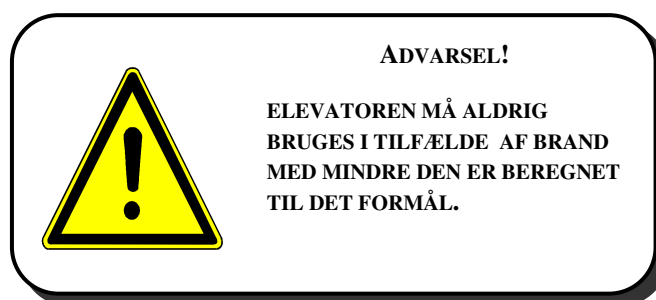 ADVARSEL!
ELEVATOREN MÅ ALDRIG
BRUGES I TILFÆLDE AF BRAND
MED MINDRE DEN ER BEREGNET
TIL DET FORMÅL.